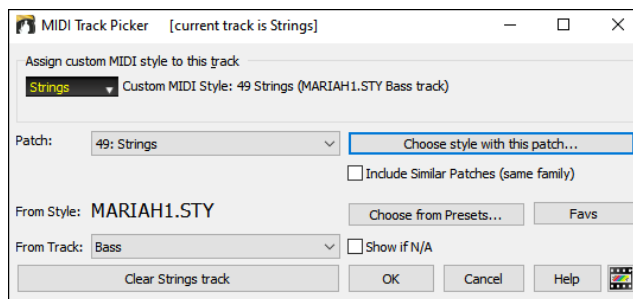 MIDI Track Picker [current track is Strings]
Assign custom MIDI style to this track
Strings Custom MIDI Style: 49 Strings (MARIAH1.STY Bass track)
Patch: 49: Strings Choose style with this patch...
Include Similar Patches (same family)
From Style: MARIAH1.STY Choose from Presets... Favs
From Track: Bass Show if N/A
Clear Strings track OK Cancel Help